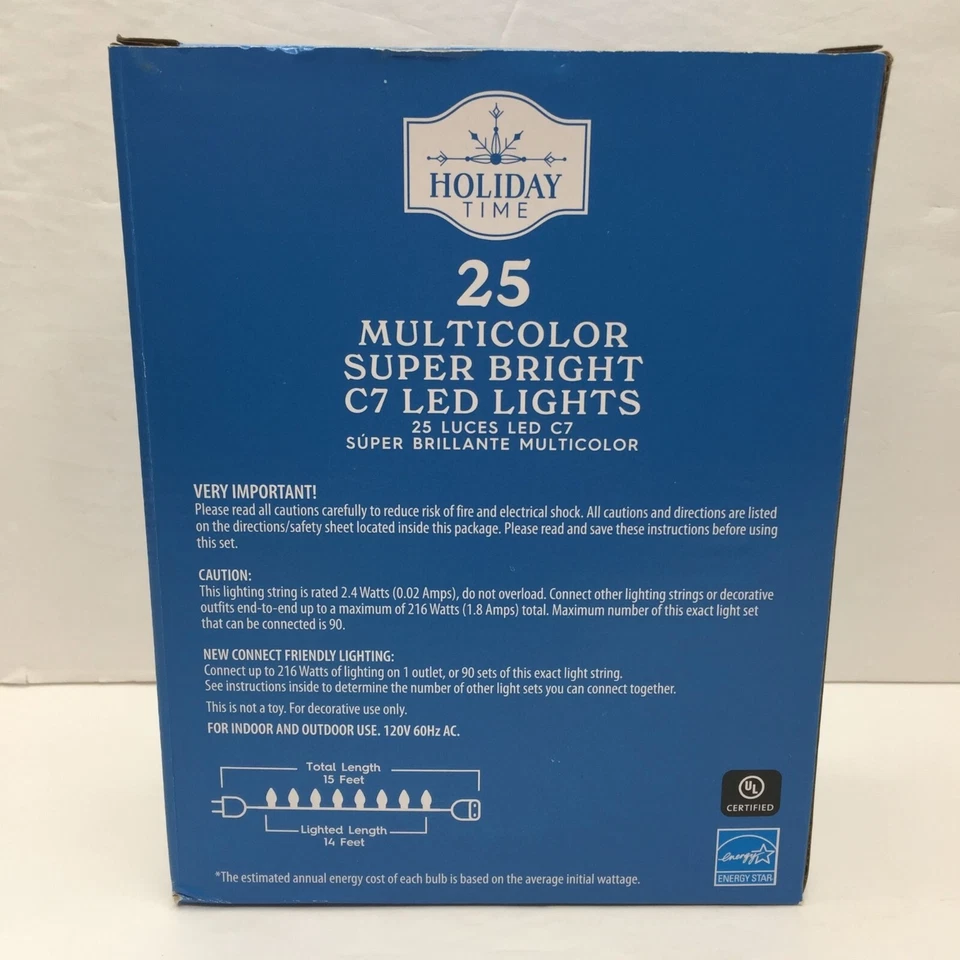 HOLIDAY
TIME
25
MULTICOLOR
SUPER BRIGHT
C7 LED LIGHTS
25 LUCES LED C7
SÚPER BRILLANTE MULTICOLOR
VERY IMPORTANT!
Please read all cautions carefully to reduce risk of fire and electrical shock. All cautions and directions are listed
on the directions/safety sheet located inside this package. Please read and save these instructions before using
this set.
CAUTION:
This lighting string is rated 2.4 Watts (0.02 Amps), do not overload. Connect other lighting strings or decorative
outfits end-to-end up to a maximum of 216 Watts (1.8 Amps) total. Maximum number of this exact light set
that can be connected is 90.
NEW CONNECT FRIENDLY LIGHTING:
Connect up to 216 Watts of lighting on 1 outlet, or 90 sets of this exact light string.
See instructions inside to determine the number of other light sets you can connect together.
This is not a toy. For decorative use only.
FOR INDOOR AND OUTDOOR USE. 120V 60Hz AC.
Total Length
15 Feet
Lighted Length
14 Feet
UL
CERTIFIED
energy
ENERGY STAR
*The estimated annual energy cost of each bulb is based on the average initial wattage.